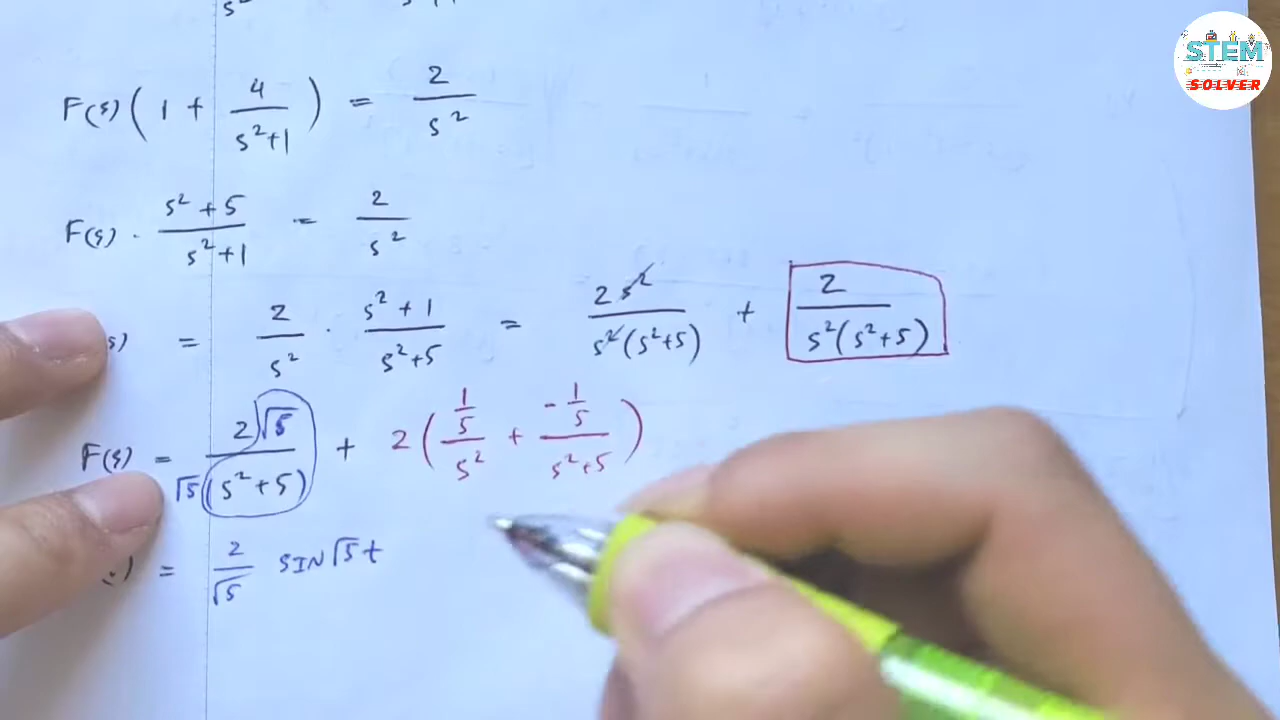 STEM
SOLVER
s²
F(s) ( 1 + 4/(s²+1) ) = 2/s²
F(s) · (s²+5)/(s²+1) = 2/s²
s) = 2/s² · (s²+1)/(s²+5) = 2s²/(s²(s²+5)) + 2/(s²(s²+5))
F(s) = 2√5/(√5(s²+5)) + 2( (1/5)/s² + (-1/5)/(s²+5) )
) = 2/√5 SIN√5t